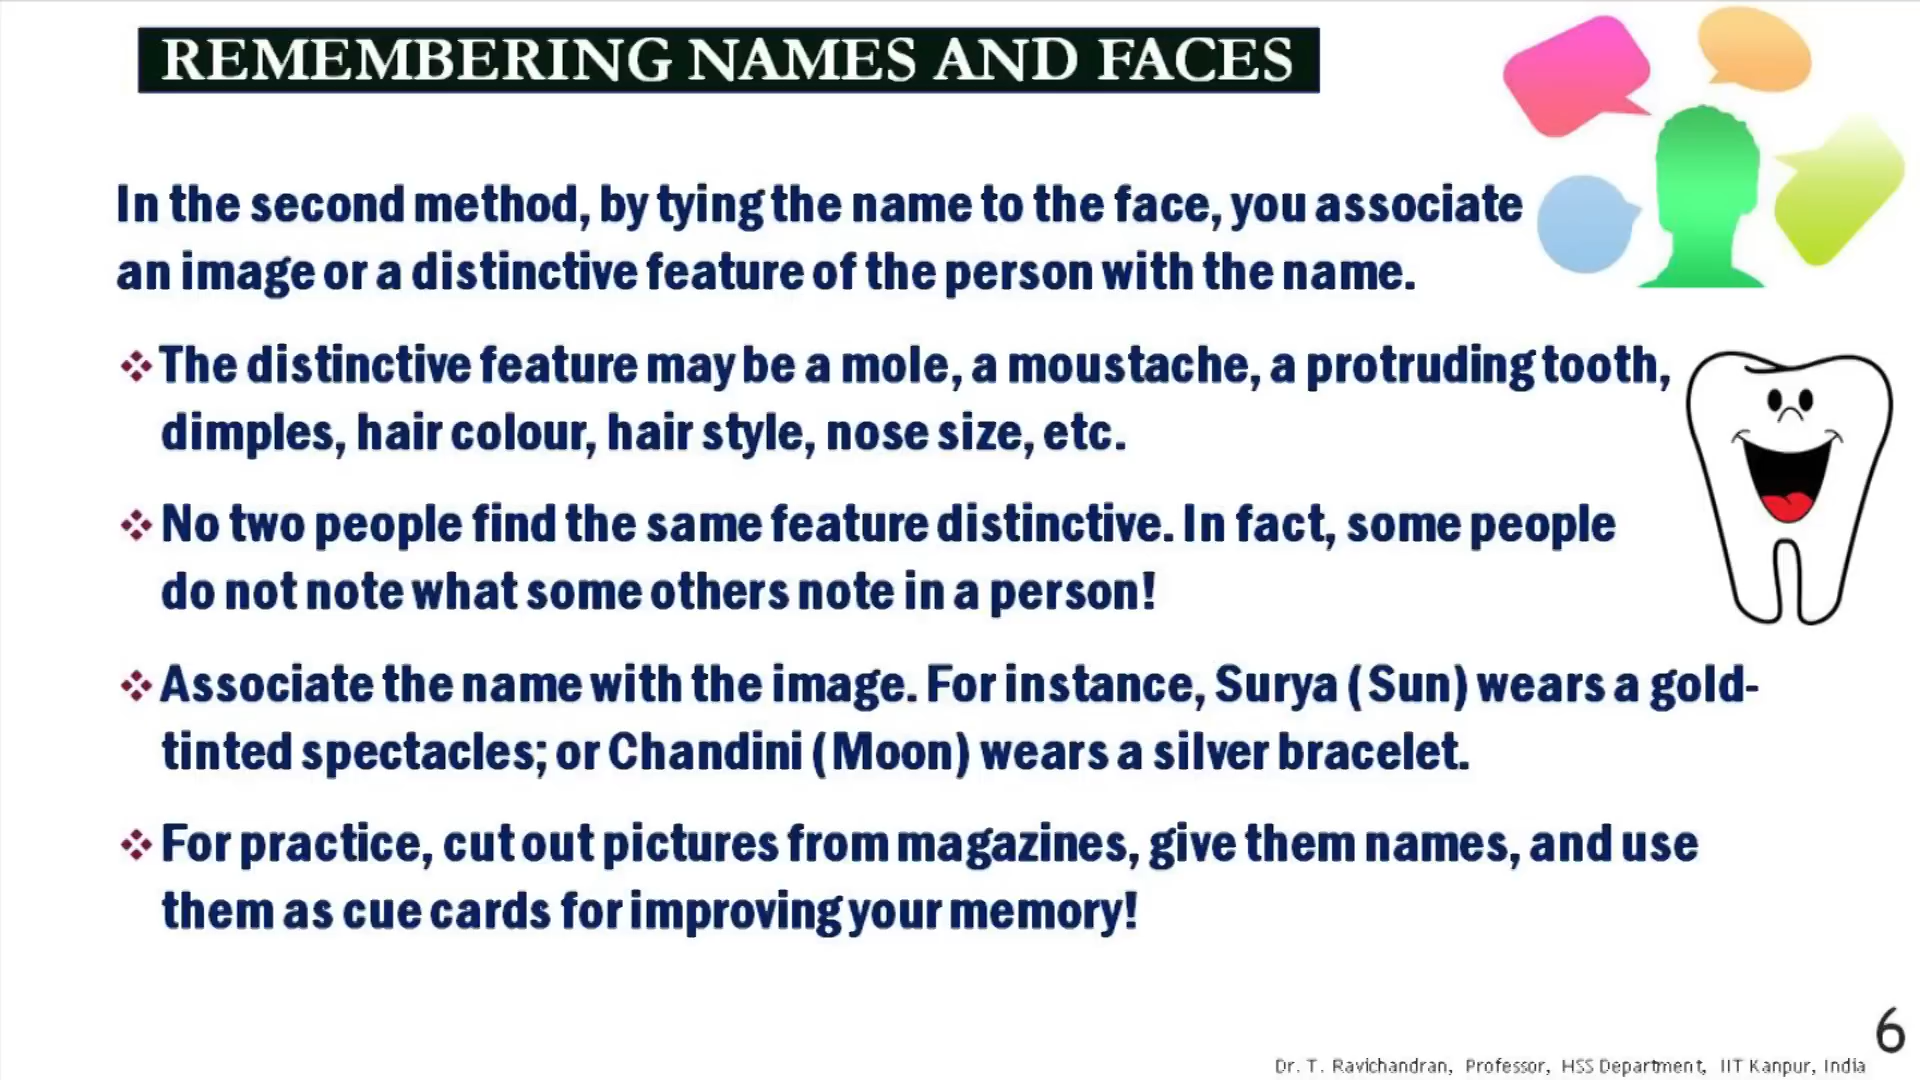 REMEMBERING NAMES AND FACES
In the second method, by tying the name to the face, you associate
an image or a distinctive feature of the person with the name.
❖ The distinctive feature may be a mole, a moustache, a protruding tooth,
dimples, hair colour, hair style, nose size, etc.
❖ No two people find the same feature distinctive. In fact, some people
do not note what some others note in a person!
❖ Associate the name with the image. For instance, Surya (Sun) wears a gold-
tinted spectacles; or Chandini (Moon) wears a silver bracelet.
❖ For practice, cut out pictures from magazines, give them names, and use
them as cue cards for improving your memory!
6
Dr. T. Ravichandran, Professor, HSS Department, IIT Kanpur, India